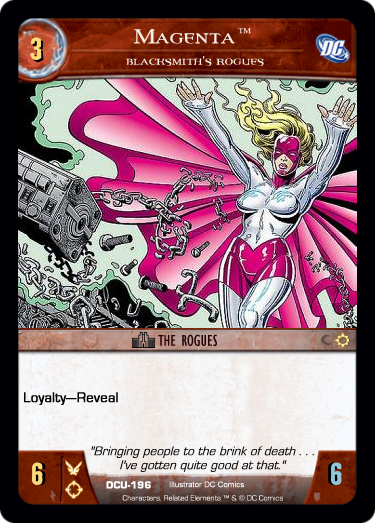 3
MAGENTA™
DC
BLACKSMITH'S ROGUES
THE ROGUES
Loyalty—Reveal
"Bringing people to the brink of death . . .
I've gotten quite good at that."
6
DCU-196 Illustrator DC Comics
6
Characters, Related Elements ™ & © DC Comics